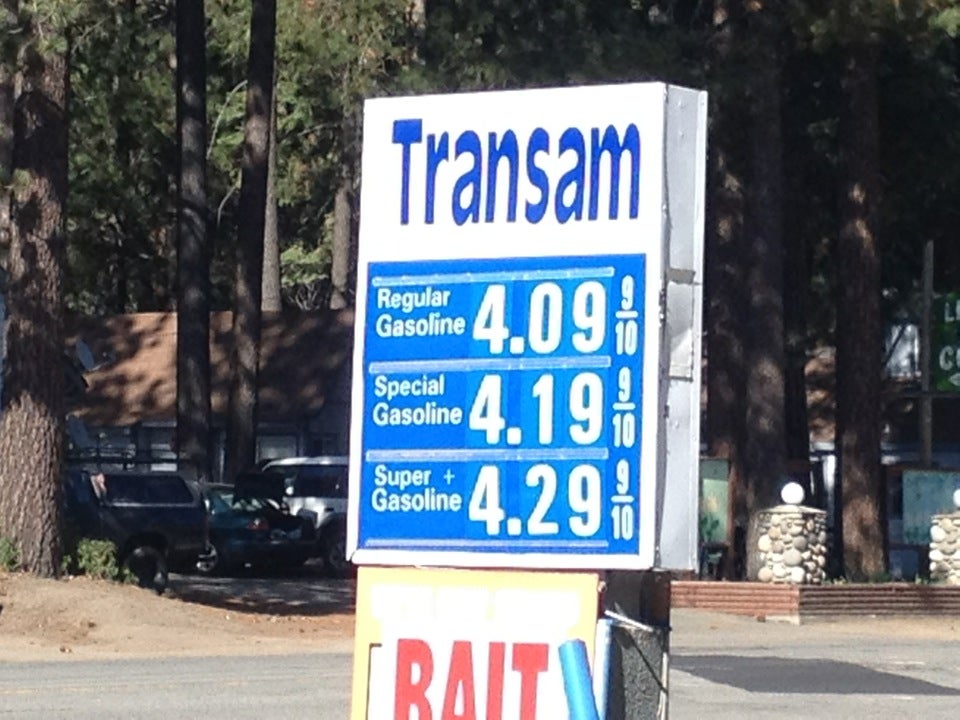 Transam
Regular
Gasoline 4.09 9/10
Special
Gasoline 4.19 9/10
Super +
Gasoline 4.29 9/10
BAIT